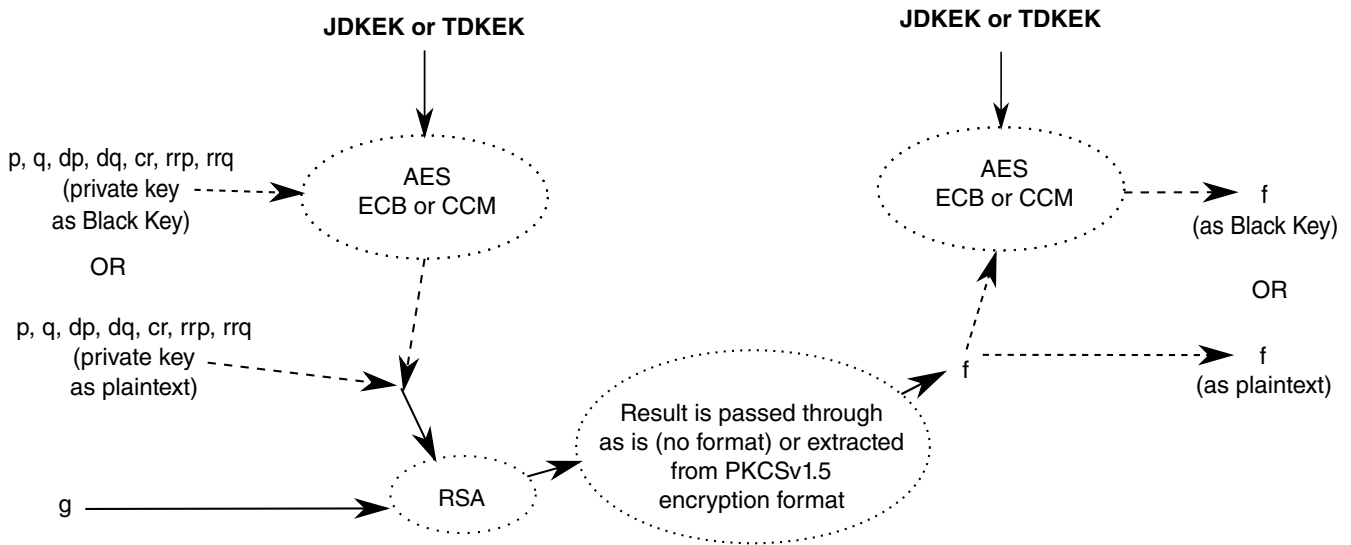 JDKEK or TDKEK
JDKEK or TDKEK
p, q, dp, dq, cr, rrp, rrq
(private key
as Black Key)
AES
ECB or CCM
AES
ECB or CCM
f
(as Black Key)
OR
OR
p, q, dp, dq, cr, rrp, rrq
(private key
as plaintext)
f
f
(as plaintext)
Result is passed through
as is (no format) or extracted
from PKCSv1.5
encryption format
RSA
g